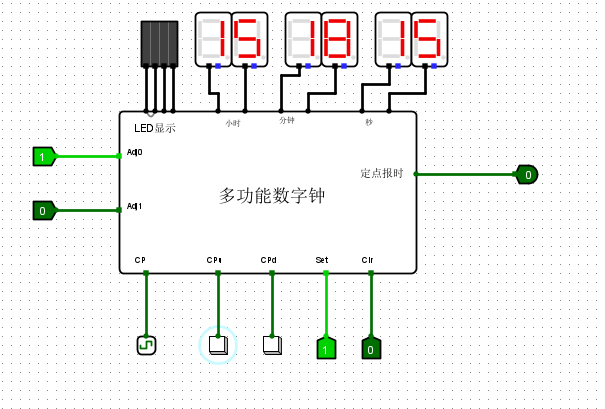 15 18 15
LED显示
小时
分钟
秒
1
Adj0
定点报时
0
多功能数字钟
0
Adj1
CP
CPu
CPd
Set
Clr
1
0